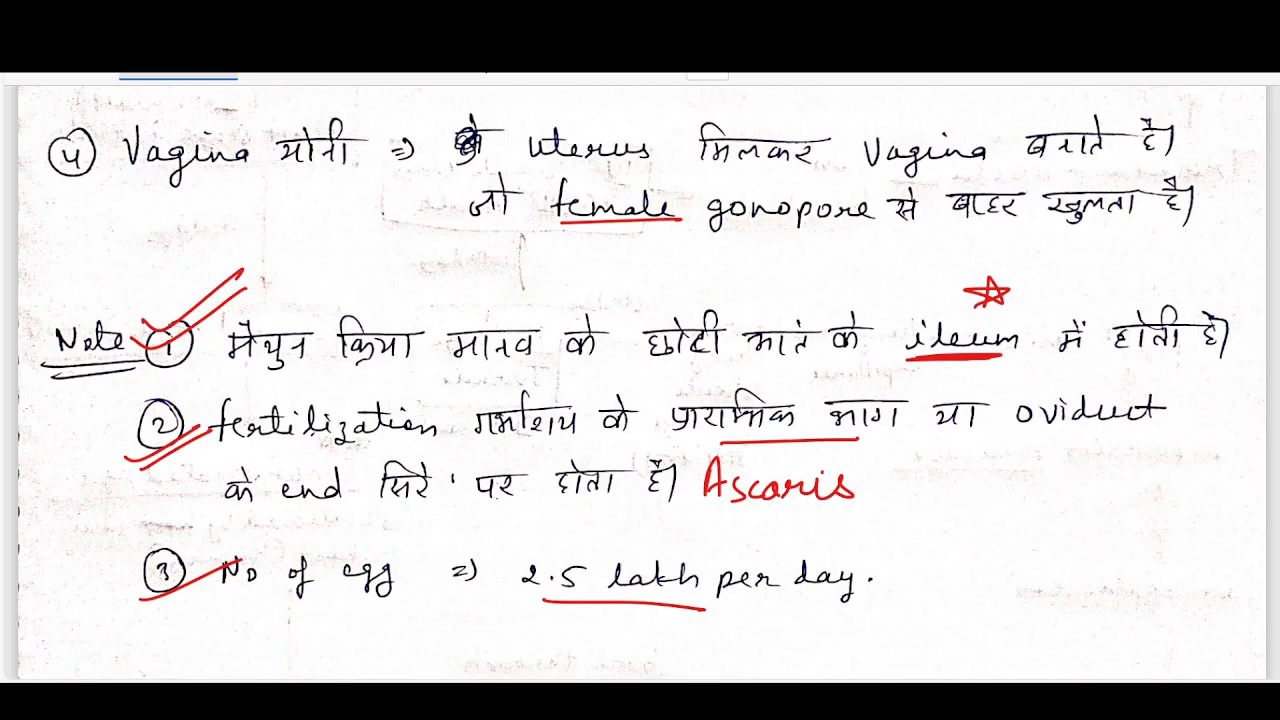 ④ Vagina योनी ⇒ दो uterus मिलकर Vagina बनाते है।
जो female gonopore से बाहर खुलता है।
Note ① मैथुन क्रिया मानव के छोटी आंत के ileum में होती है।
② fertilization गर्भाशय के प्रारम्भिक भाग या oviduct
के end सिरे पर होता है। Ascaris
③ No of egg ⇒ 2.5 lakh per day.